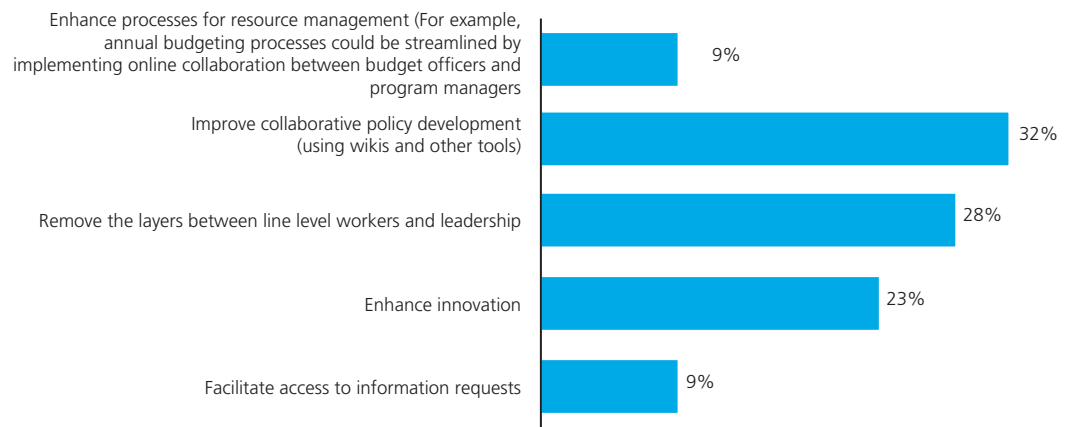 Enhance processes for resource management (For example,
annual budgeting processes could be streamlined by
implementing online collaboration between budget officers and
program managers
9%
Improve collaborative policy development
(using wikis and other tools)
32%
Remove the layers between line level workers and leadership
28%
Enhance innovation
23%
Facilitate access to information requests
9%